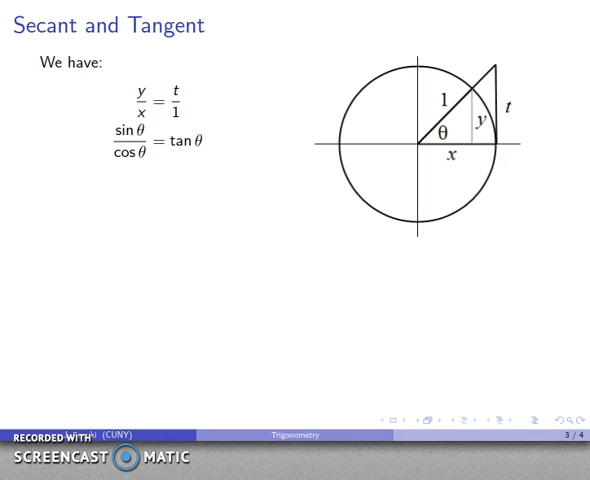 Secant and Tangent
We have:
y/x = t/1
sin θ/cos θ = tan θ
1
θ
y
t
x
(CUNY)
Trigonometry
3 / 4
RECORDED WITH
SCREENCAST MATIC